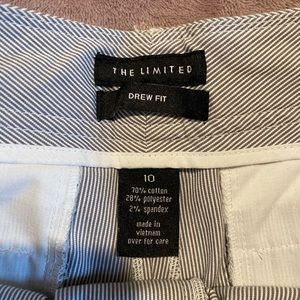 THE LIMITED
DREW FIT
10
70% cotton
28% polyester
2% spandex
made in
vietnam
over for care